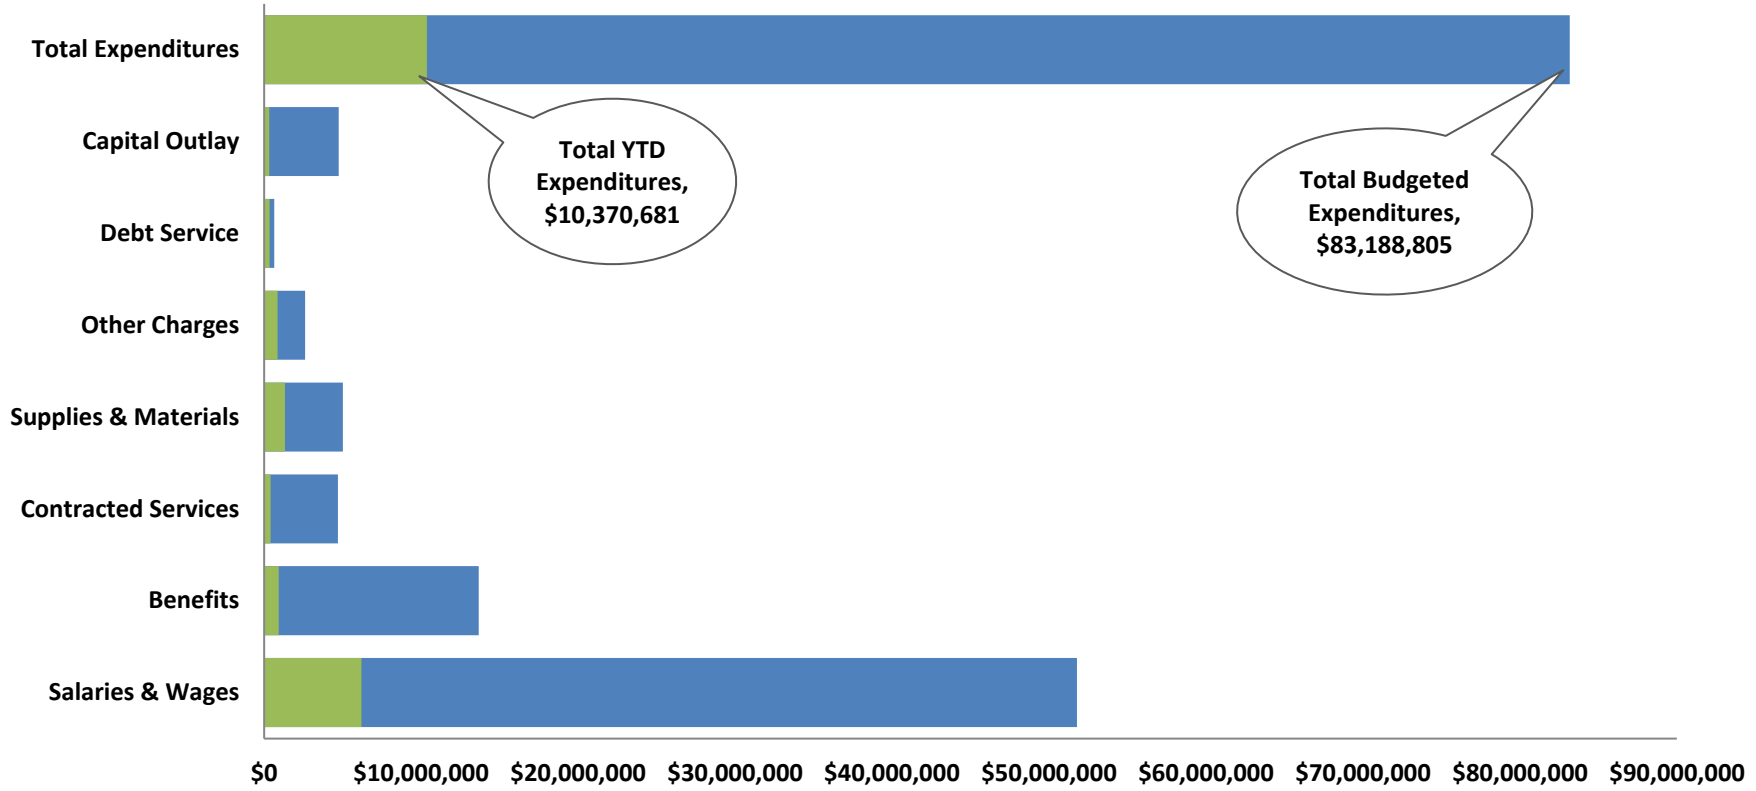 Total Expenditures
Capital Outlay
Debt Service
Other Charges
Supplies & Materials
Contracted Services
Benefits
Salaries & Wages
Total YTD
Expenditures,
$10,370,681
Total Budgeted
Expenditures,
$83,188,805
$0 $10,000,000 $20,000,000 $30,000,000 $40,000,000 $50,000,000 $60,000,000 $70,000,000 $80,000,000 $90,000,000